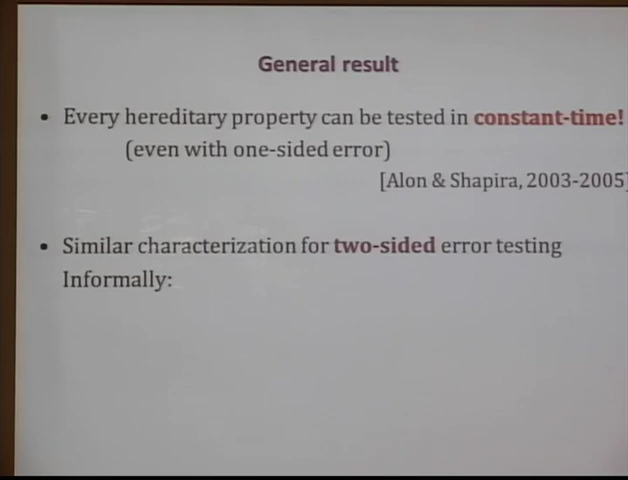 General result
• Every hereditary property can be tested in constant-time!
(even with one-sided error)
[Alon & Shapira, 2003-2005]
• Similar characterization for two-sided error testing
Informally: